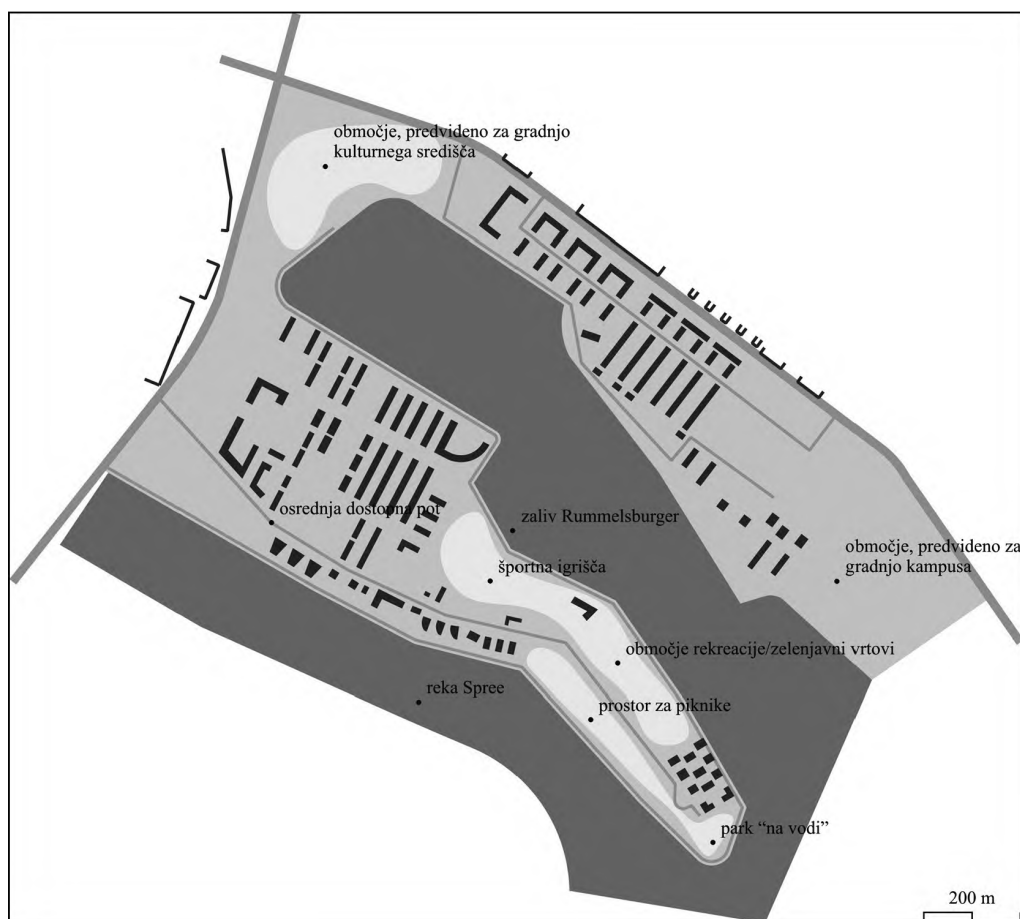 območje, predvideno za gradnjo
kulturnega središča
osrednja dostopna pot
zaliv Rummelsburger
območje, predvideno za
gradnjo kampusa
športna igrišča
območje rekreacije/zelenjavni vrtovi
reka Spree
prostor za piknike
park “na vodi”
200 m